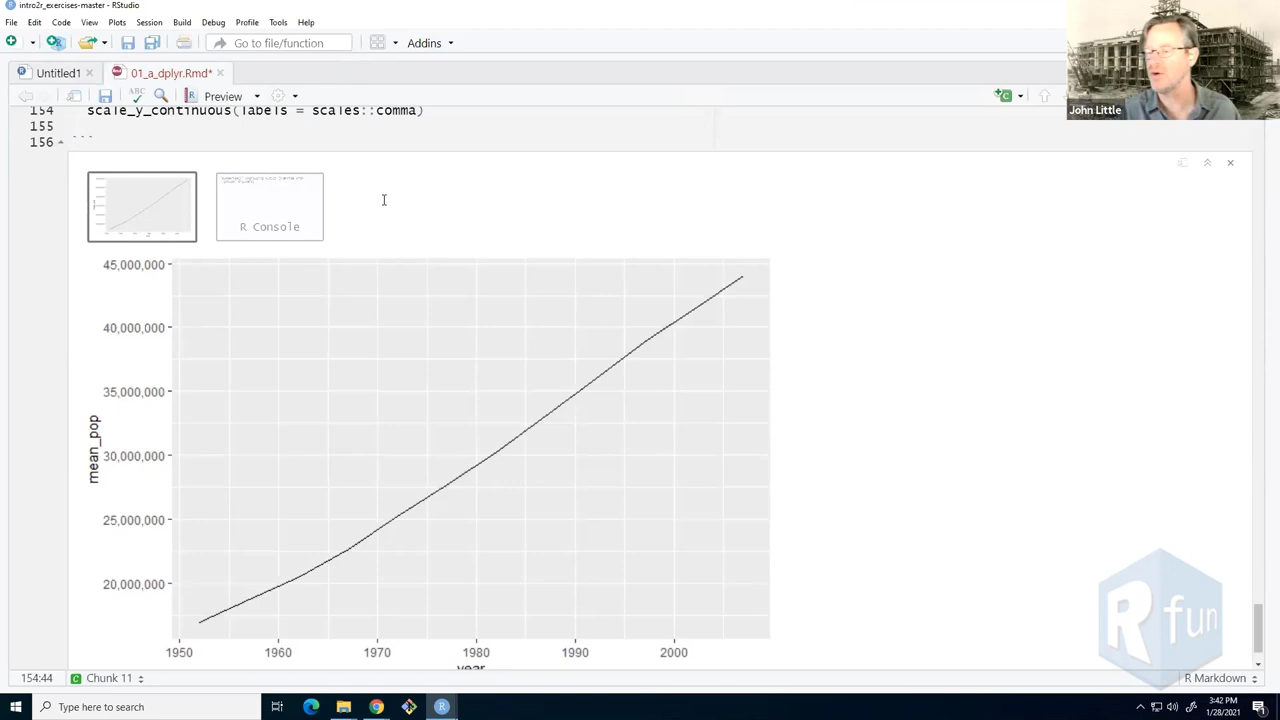 intro2r_exercises-master - RStudio
File Edit Code View Plots Session Build Debug Profile Tools Help
Go to file/function Addins
Untitled1 01_a_dplyr.Rmd*
ABC Preview
John Little
154 scale_y_continuous(labels = scales::comma)
155
156 ```
R Console
45,000,000
40,000,000
35,000,000
30,000,000
25,000,000
20,000,000
mean_pop
1950 1960 1970 1980 1990 2000
year
R fun
154:44 C Chunk 11 R Markdown
Type here to search
3:42 PM
1/28/2021